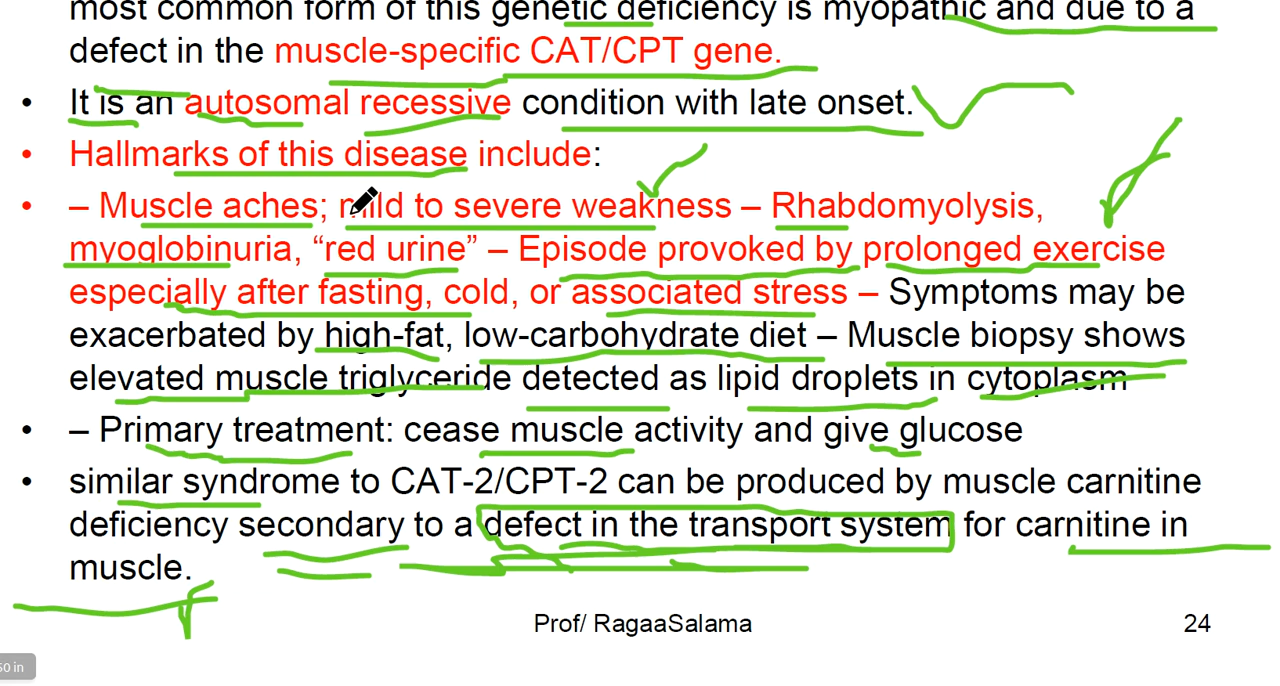 most common form of this genetic deficiency is myopathic and due to a
defect in the muscle-specific CAT/CPT gene.
• It is an autosomal recessive condition with late onset.
• Hallmarks of this disease include:
• – Muscle aches; mild to severe weakness – Rhabdomyolysis,
myoglobinuria, “red urine” – Episode provoked by prolonged exercise
especially after fasting, cold, or associated stress – Symptoms may be
exacerbated by high-fat, low-carbohydrate diet – Muscle biopsy shows
elevated muscle triglyceride detected as lipid droplets in cytoplasm
• – Primary treatment: cease muscle activity and give glucose
• similar syndrome to CAT-2/CPT-2 can be produced by muscle carnitine
deficiency secondary to a defect in the transport system for carnitine in
muscle.
Prof/ RagaaSalama 24
in